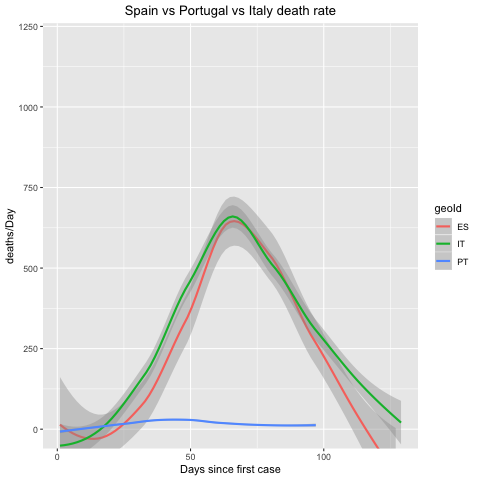 Spain vs Portugal vs Italy death rate
1250
1000
750
500
250
0
deaths/Day
0 50 100
Days since first case
geoId
ES
IT
PT